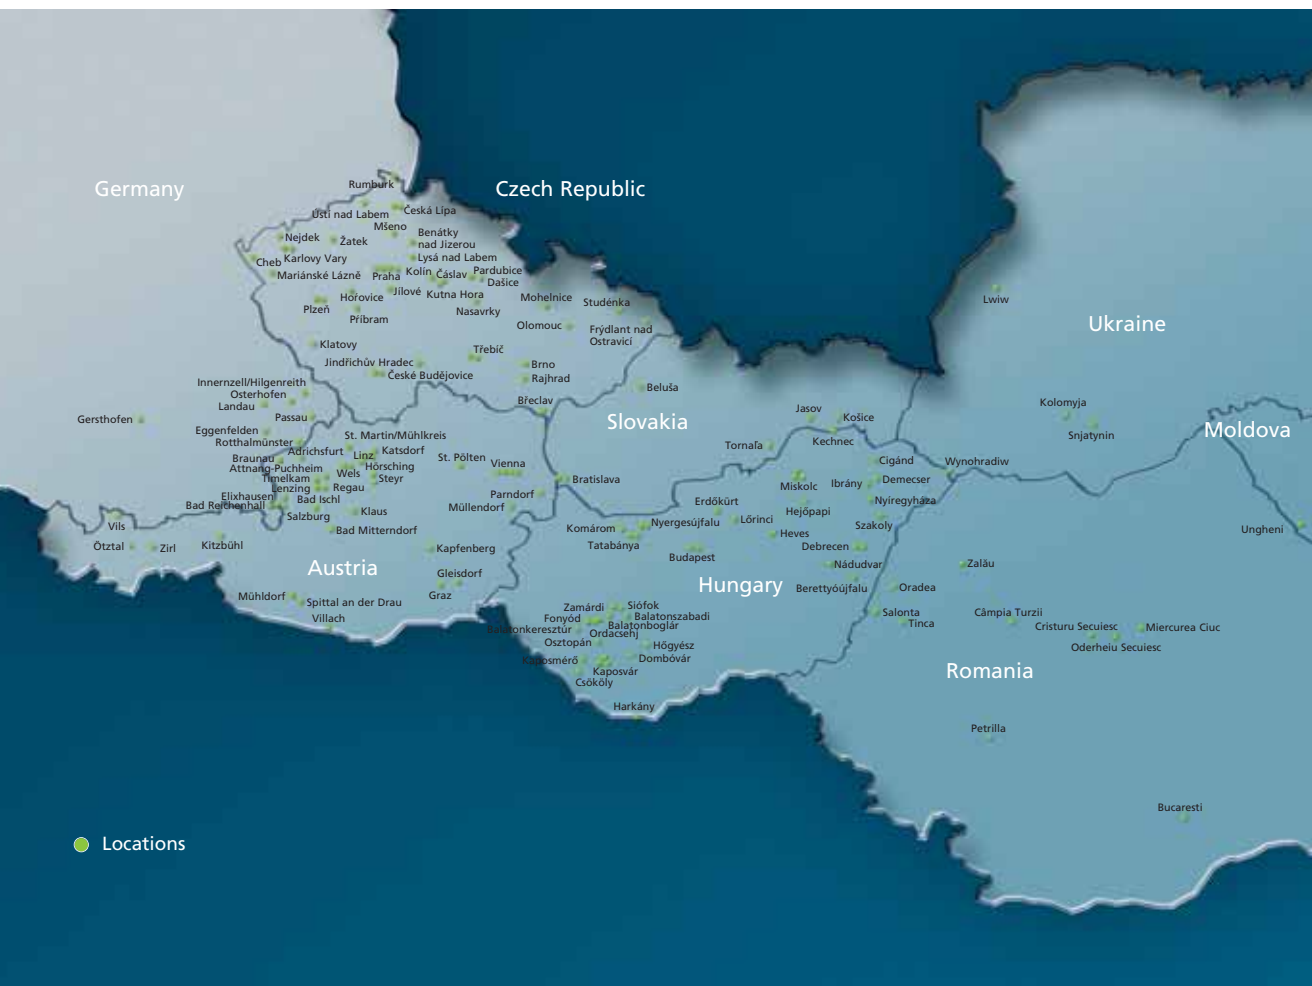 Germany
Czech Republic
Rumburk
Ústí nad Labem
Česká Lípa
Mšeno
Benátky
nad Jizerou
Nejdek
Žatek
Lysá nad Labem
Cheb
Karlovy Vary
Mariánské Lázně
Praha
Kolín
Čáslav
Pardubice
Dašice
Hořovice
Jílové
Kutna Hora
Plzeň
Příbram
Nasavrky
Mohelnice
Studénka
Olomouc
Frýdlant nad
Ostravicí
Klatovy
Jindřichův Hradec
Třebíč
České Budějovice
Brno
Rajhrad
Břeclav
Lwiw
Ukraine
Kolomyja
Snjatynin
Moldova
Ungheni
Innernzell/Hilgenreith
Osterhofen
Landau
Gersthofen
Passau
Eggenfelden
Rotthalmünster
Braunau
Adrichsfurt
St. Martin/Mühlkreis
Linz
Katsdorf
Attnang-Puchheim
Timelkam
Wels
Hörsching
Steyr
Lenzing
Regau
Elixhausen
Bad Ischl
Bad Reichenhall
Salzburg
Klaus
St. Pölten
Vienna
Parndorf
Müllendorf
Bad Mitterndorf
Vils
Ötztal
Zirl
Kitzbühl
Austria
Kapfenberg
Gleisdorf
Graz
Mühldorf
Spittal an der Drau
Villach
Beluša
Slovakia
Jasov
Košice
Kechnec
Tornaľa
Bratislava
Cigánd
Wynohradiw
Miskolc
Ibrány
Demecser
Nyíregyháza
Erdőkürt
Hejőpapi
Lőrinci
Szakoly
Komárom
Nyergesújfalu
Heves
Tatabánya
Debrecen
Budapest
Nádudvar
Hungary
Berettyóújfalu
Zamárdi
Siófok
Fonyód
Balatonszabadi
Balatonkeresztúr
Balatonboglár
Ordacsehj
Osztopán
Hőgyész
Kaposmérő
Dombóvár
Kaposvár
Csököly
Harkány
Zalău
Oradea
Salonta
Tinca
Câmpia Turzii
Cristuru Secuiesc
Miercurea Ciuc
Oderheiu Secuiesc
Romania
Petrilla
Bucaresti
Locations